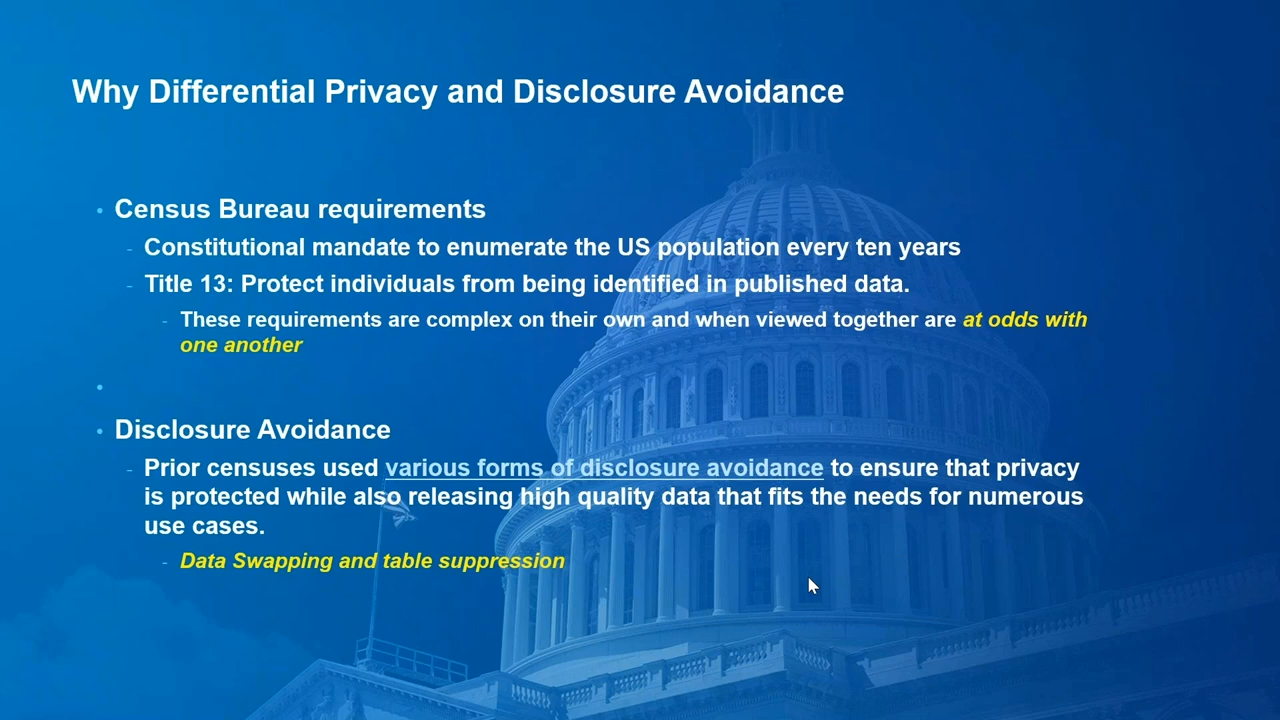 Why Differential Privacy and Disclosure Avoidance
• Census Bureau requirements
- Constitutional mandate to enumerate the US population every ten years
- Title 13: Protect individuals from being identified in published data.
- These requirements are complex on their own and when viewed together are at odds with
one another
•
• Disclosure Avoidance
- Prior censuses used various forms of disclosure avoidance to ensure that privacy
is protected while also releasing high quality data that fits the needs for numerous
use cases.
- Data Swapping and table suppression